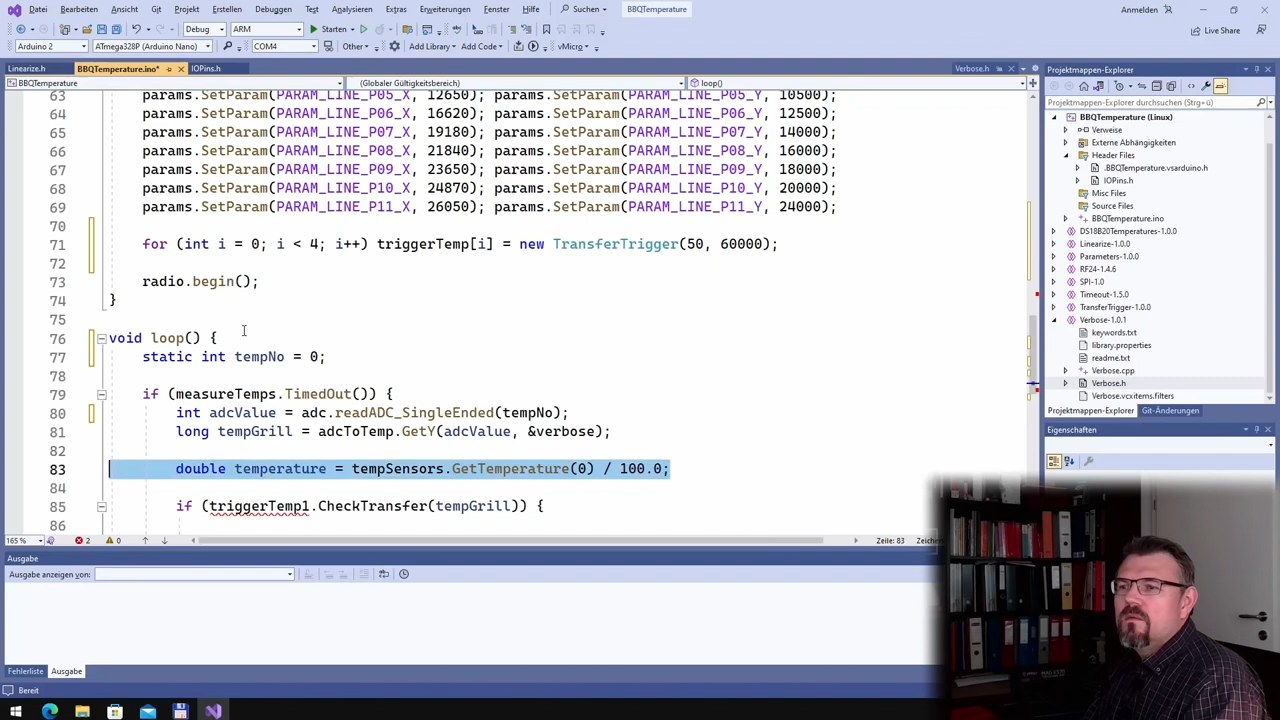 Datei Bearbeiten Ansicht Git Projekt Erstellen Debuggen Test Analysieren Extras Erweiterungen Fenster Hilfe Suchen BBQTemperature Anmelden
Debug ARM Starten Live Share
Arduino 2 ATmega328P (Arduino Nano) COM4 Other Add Library Add Code vMicro
Linearize.h BBQTemperature.ino* IOPins.h Verbose.h
BBQTemperature (Globaler Gültigkeitsbereich) loop()
63 params.SetParam(PARAM_LINE_P05_X, 12650); params.SetParam(PARAM_LINE_P05_Y, 10500);
64 params.SetParam(PARAM_LINE_P06_X, 16620); params.SetParam(PARAM_LINE_P06_Y, 12500);
65 params.SetParam(PARAM_LINE_P07_X, 19180); params.SetParam(PARAM_LINE_P07_Y, 14000);
66 params.SetParam(PARAM_LINE_P08_X, 21840); params.SetParam(PARAM_LINE_P08_Y, 16000);
67 params.SetParam(PARAM_LINE_P09_X, 23650); params.SetParam(PARAM_LINE_P09_Y, 18000);
68 params.SetParam(PARAM_LINE_P10_X, 24870); params.SetParam(PARAM_LINE_P10_Y, 20000);
69 params.SetParam(PARAM_LINE_P11_X, 26050); params.SetParam(PARAM_LINE_P11_Y, 24000);
70
71 for (int i = 0; i < 4; i++) triggerTemp[i] = new TransferTrigger(50, 60000);
72
73 radio.begin();
74 }
75
76 void loop() {
77 static int tempNo = 0;
78
79 if (measureTemps.TimedOut()) {
80 int adcValue = adc.readADC_SingleEnded(tempNo);
81 long tempGrill = adcToTemp.GetY(adcValue, &verbose);
82
83 double temperature = tempSensors.GetTemperature(0) / 100.0;
84
85 if (triggerTemp1.CheckTransfer(tempGrill)) {
86
165 % 2 0 Zeile: 83 Zeichen
Ausgabe
Ausgabe anzeigen von:
Fehlerliste Ausgabe
Bereit
Projektmappen-Explorer
Projektmappen-Explorer durchsuchen (Strg+ü)
BBQTemperature (Linux)
Verweise
Externe Abhängigkeiten
Header Files
.BBQTemperature.vsarduino.h
IOPins.h
Misc Files
Source Files
BBQTemperature.ino
DS18B20Temperatures-1.0.0
Linearize-1.0.0
Parameters-1.0.0
RF24-1.4.6
SPI-1.0
Timeout-1.5.0
TransferTrigger-1.0.0
Verbose-1.0.1
keywords.txt
library.properties
readme.txt
Verbose.cpp
Verbose.h
Verbose.vcxitems.filters
Projektmappen-Explorer Git-Änderungen
Eigenschaften